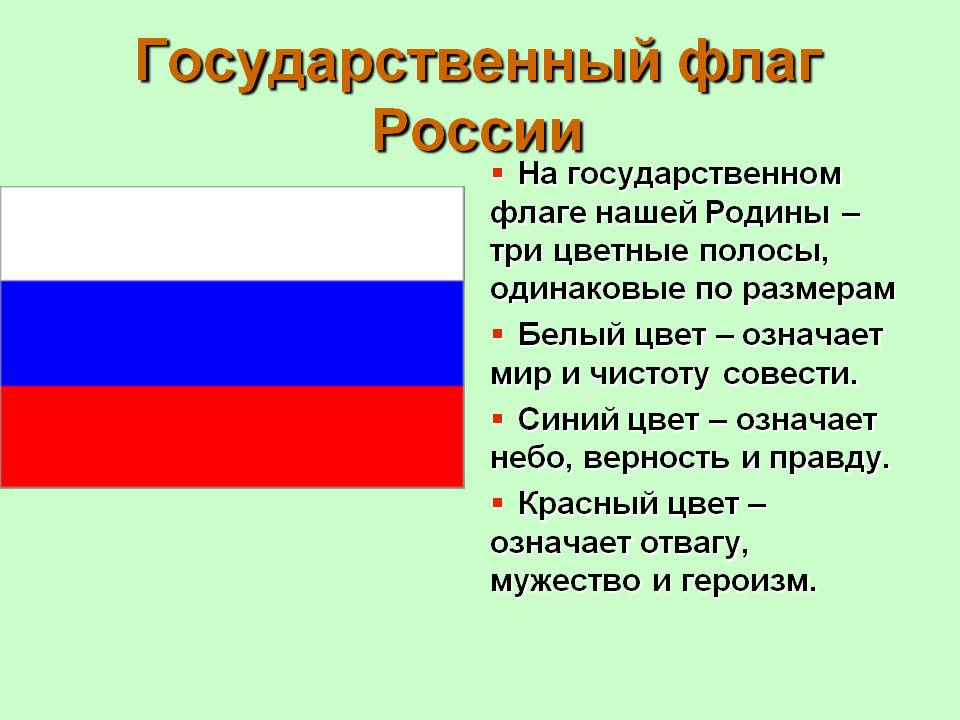 Государственный флаг
России
▪ На государственном
флаге нашей Родины –
три цветные полосы,
одинаковые по размерам
▪ Белый цвет – означает
мир и чистоту совести.
▪ Синий цвет – означает
небо, верность и правду.
▪ Красный цвет –
означает отвагу,
мужество и героизм.